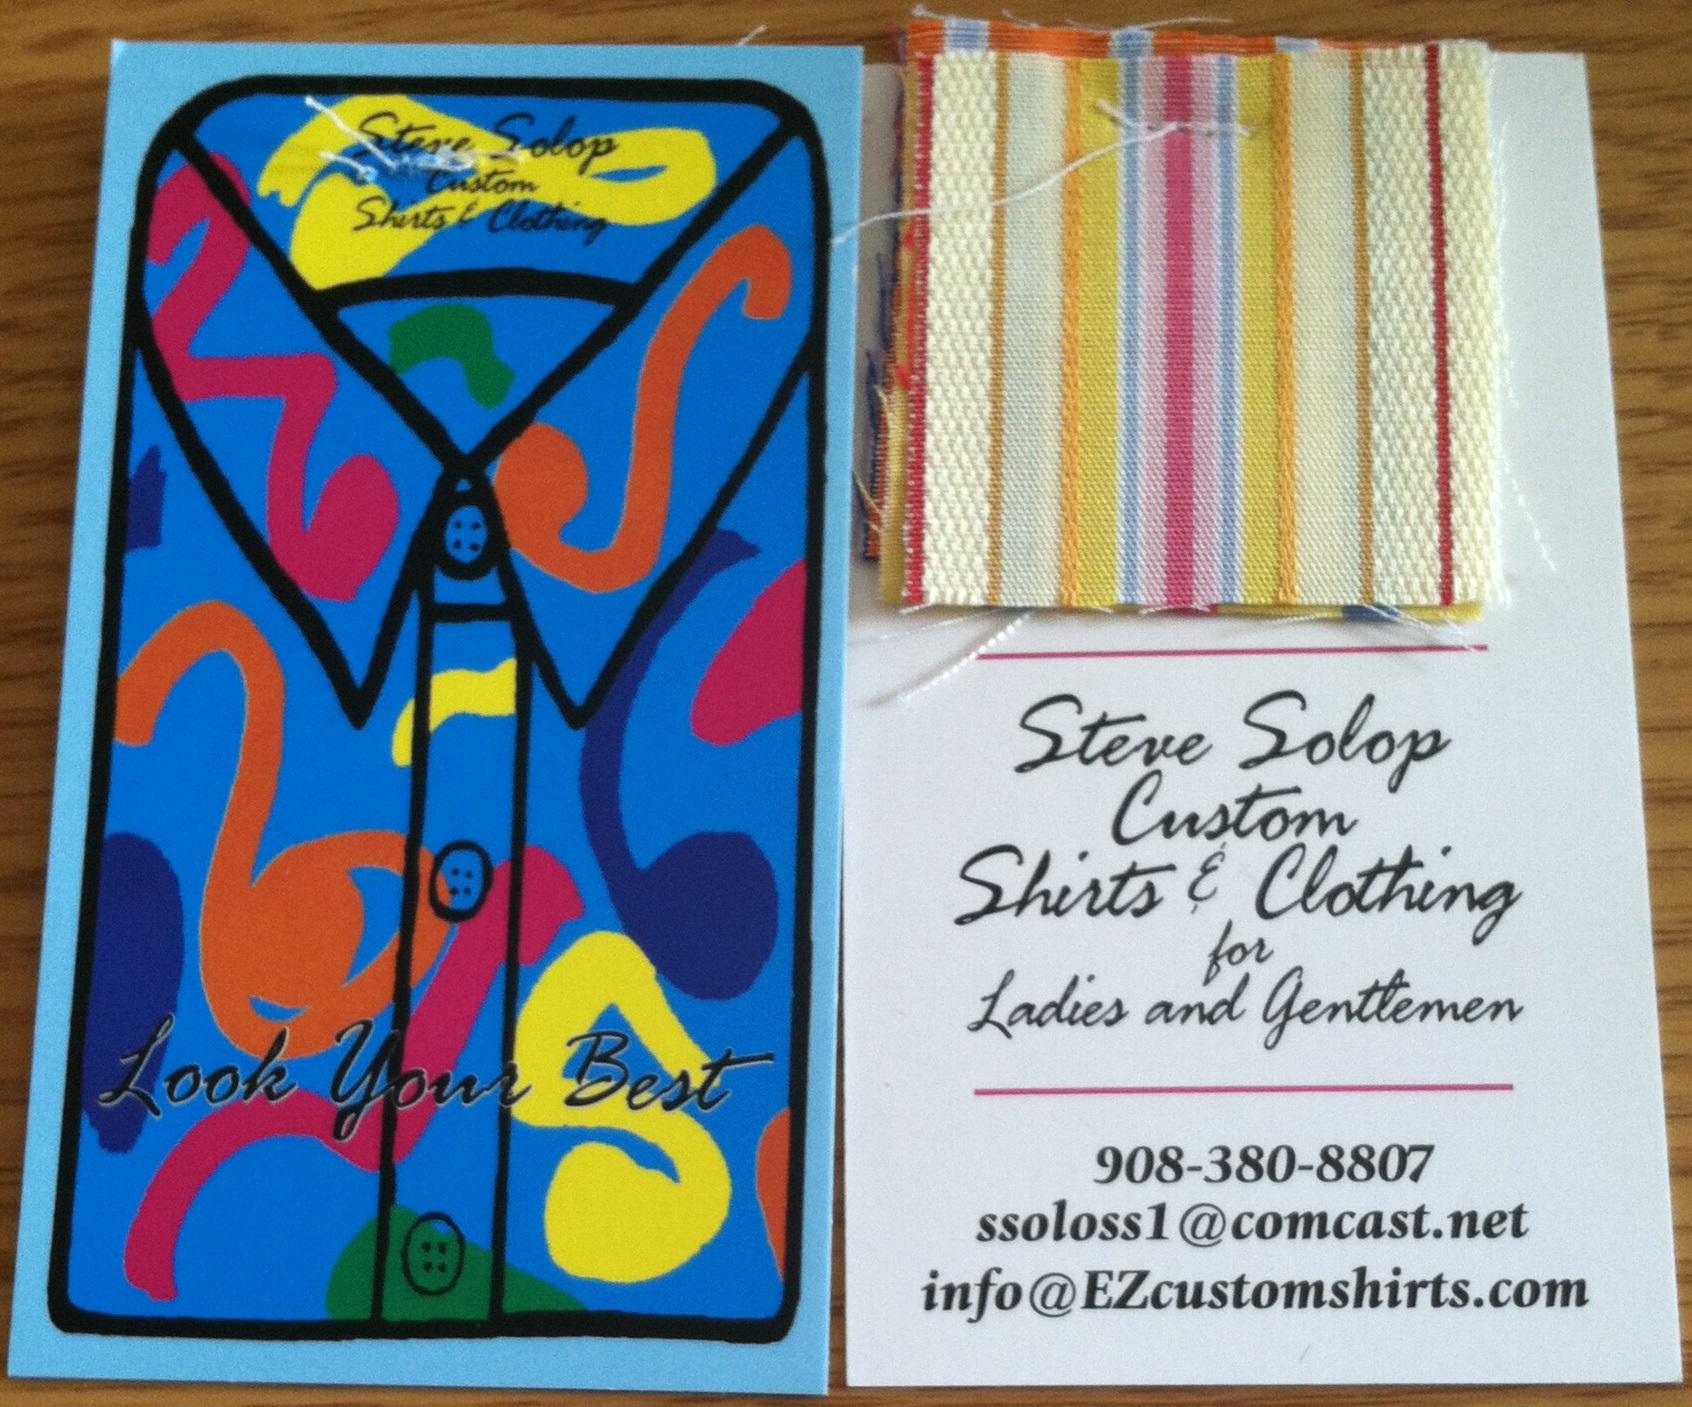 Steve Solop
Custom
Shirts & Clothing
Look Your Best
Steve Solop
Custom
Shirts & Clothing
for
Ladies and Gentlemen
908-380-8807
ssoloss1@comcast.net
info@EZcustomshirts.com